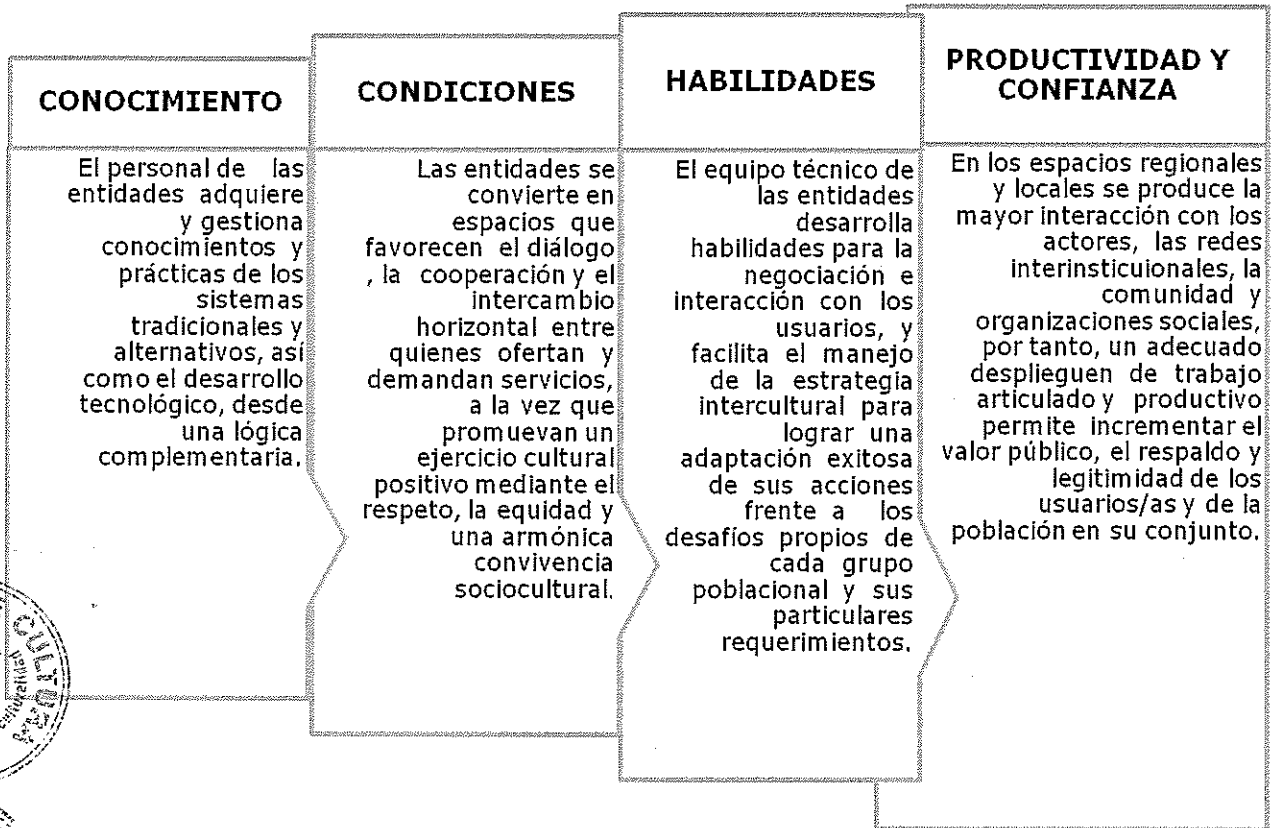 CONOCIMIENTO
El personal de las
entidades adquiere
y gestiona
conocimientos y
prácticas de los
sistemas
tradicionales y
alternativos, así
como el desarrollo
tecnológico, desde
una lógica
complementaria.
CONDICIONES
Las entidades se
convierte en
espacios que
favorecen el diálogo
, la cooperación y el
intercambio
horizontal entre
quienes ofertan y
demandan servicios,
a la vez que
promuevan un
ejercicio cultural
positivo mediante el
respeto, la equidad y
una armónica
convivencia
sociocultural.
HABILIDADES
El equipo técnico de
las entidades
desarrolla
habilidades para la
negociación e
interacción con los
usuarios, y
facilita el manejo
de la estrategia
intercultural para
lograr una
adaptación exitosa
de sus acciones
frente a los
desafíos propios de
cada grupo
poblacional y sus
particulares
requerimientos.
PRODUCTIVIDAD Y
CONFIANZA
En los espacios regionales
y locales se produce la
mayor interacción con los
actores, las redes
interinsticuionales, la
comunidad y
organizaciones sociales,
por tanto, un adecuado
desplieguen de trabajo
articulado y productivo
permite incrementar el
valor público, el respaldo y
legitimidad de los
usuarios/as y de la
población en su conjunto.
CULTURA